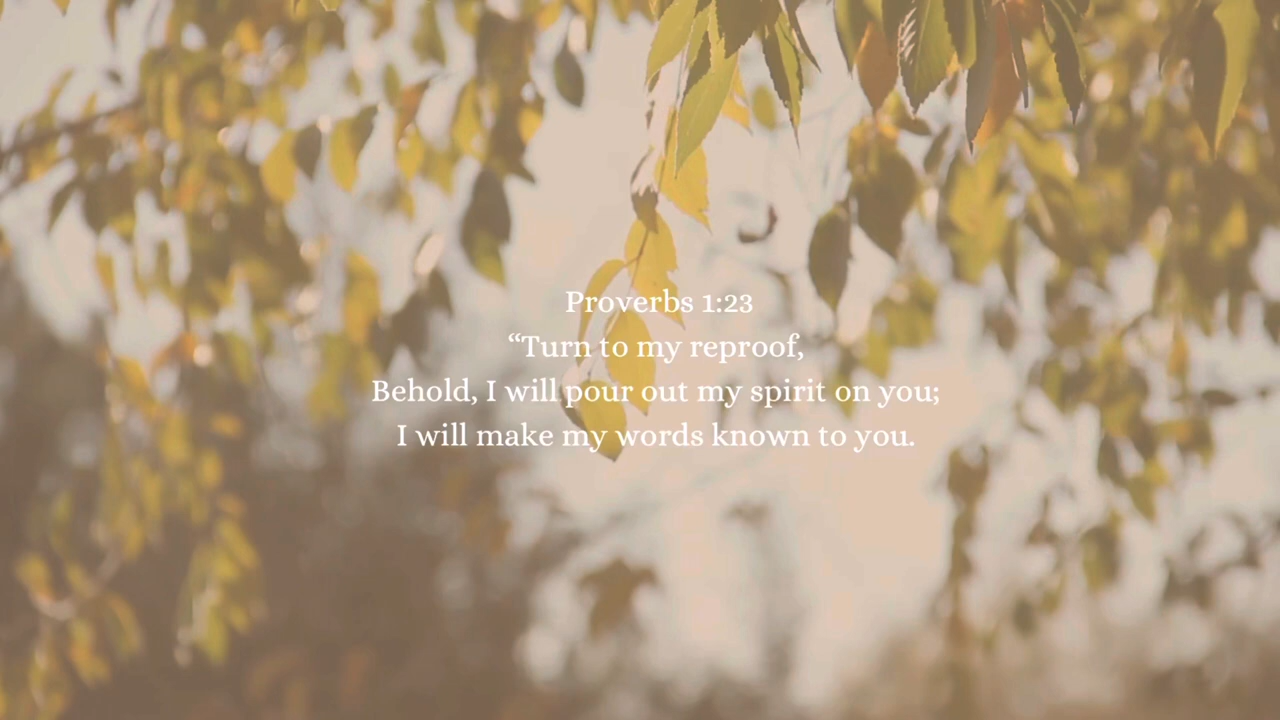 Proverbs 1:23
“Turn to my reproof,
Behold, I will pour out my spirit on you;
I will make my words known to you.